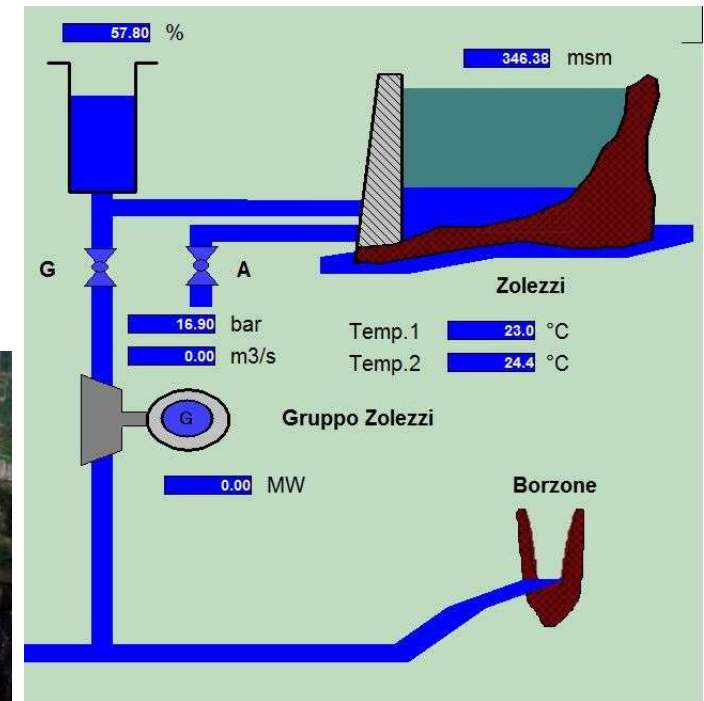 57.80 %
346.38 msm
G
A
Zolezzi
16.90 bar
Temp.1 23.0 °C
0.00 m3/s
Temp.2 24.4 °C
G
Gruppo Zolezzi
0.00 MW
Borzone